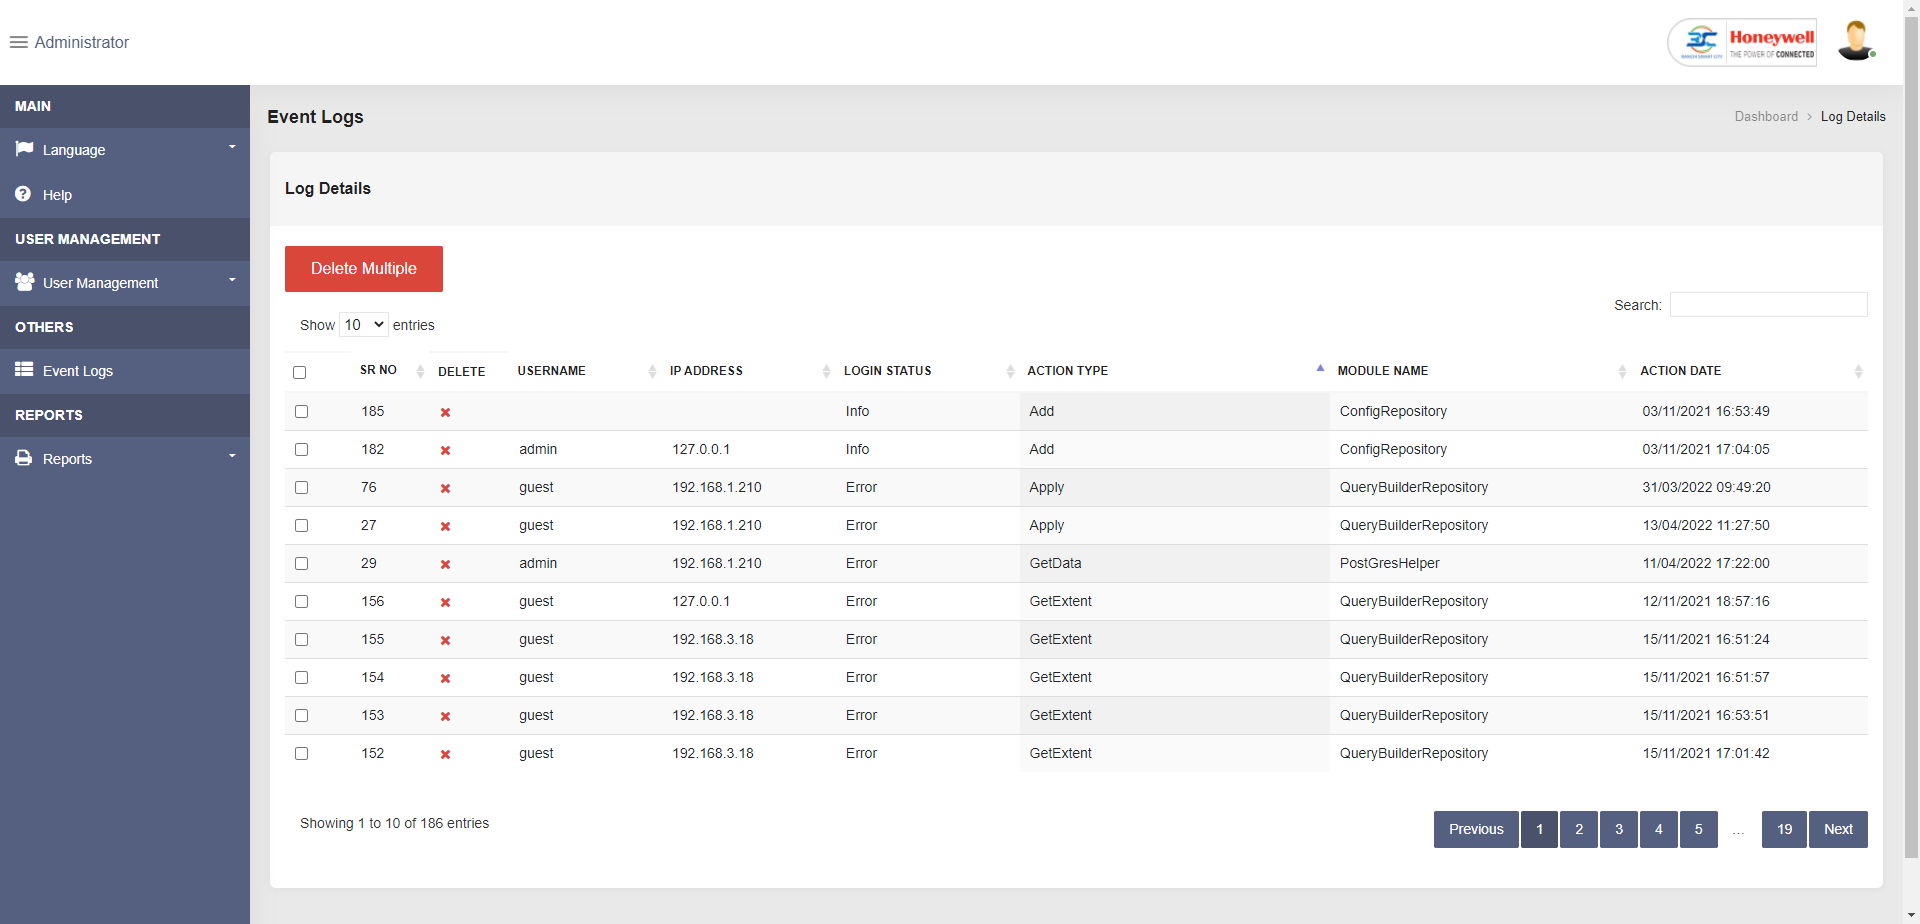 Administrator
Honeywell
THE POWER OF CONNECTED
MAIN
Language
Help
USER MANAGEMENT
User Management
OTHERS
Event Logs
REPORTS
Reports
Event Logs
Dashboard > Log Details
Log Details
Delete Multiple
Search:
Show 10 entries
SR NO DELETE USERNAME IP ADDRESS LOGIN STATUS ACTION TYPE MODULE NAME ACTION DATE
185 Info Add ConfigRepository 03/11/2021 16:53:49
182 admin 127.0.0.1 Info Add ConfigRepository 03/11/2021 17:04:05
76 guest 192.168.1.210 Error Apply QueryBuilderRepository 31/03/2022 09:49:20
27 guest 192.168.1.210 Error Apply QueryBuilderRepository 13/04/2022 11:27:50
29 admin 192.168.1.210 Error GetData PostGresHelper 11/04/2022 17:22:00
156 guest 127.0.0.1 Error GetExtent QueryBuilderRepository 12/11/2021 18:57:16
155 guest 192.168.3.18 Error GetExtent QueryBuilderRepository 15/11/2021 16:51:24
154 guest 192.168.3.18 Error GetExtent QueryBuilderRepository 15/11/2021 16:51:57
153 guest 192.168.3.18 Error GetExtent QueryBuilderRepository 15/11/2021 16:53:51
152 guest 192.168.3.18 Error GetExtent QueryBuilderRepository 15/11/2021 17:01:42
Showing 1 to 10 of 186 entries
Previous 1 2 3 4 5 … 19 Next